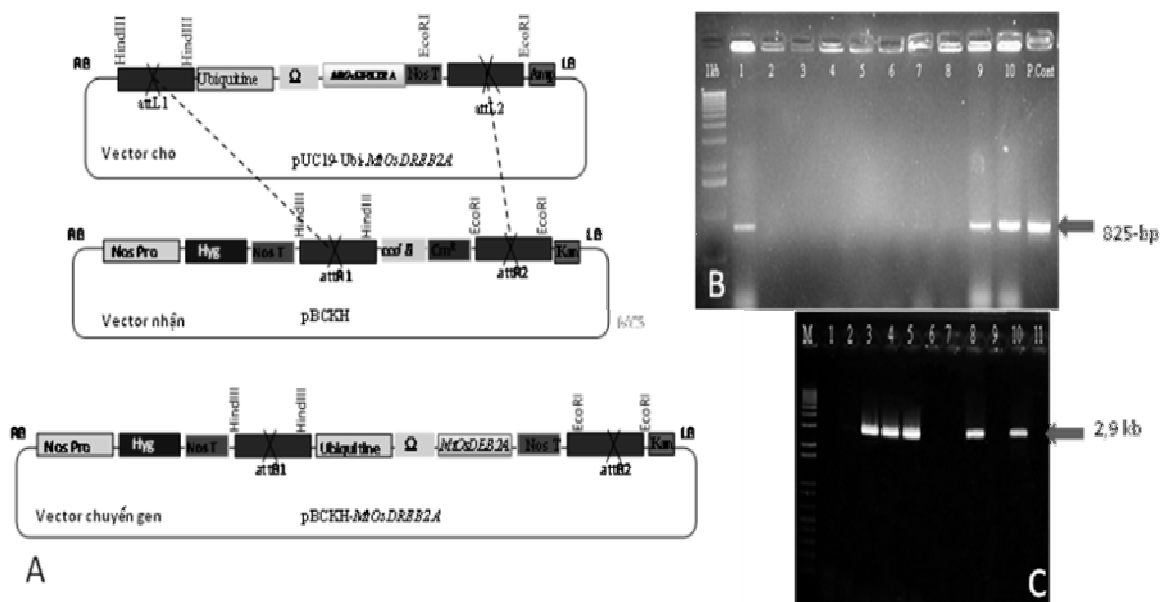 HindIII HindIII EcoRI EcoRI
RB Ubiquitine Ω Nos T Amp LB
attL1 attL2
Vector cho pUC19-Ubi-MtOsDREB2A
HindIII HindIII EcoRI EcoRI
RB Nos Pro Hyg Nos T ccd B Cm^R Kan LB
attR1 attR2
Vector nhận pBCKH
HindIII HindIII EcoRI EcoRI
RB Nos Pro Hyg Nos T Ubiquitine Ω MtOsDEB2A Nos T Kan LB
attB1 attB2
Vector chuyển gen pBCKH-MtOsDREB2A
A
1kb 1 2 3 4 5 6 7 8 9 10 P Cont
825-bp
B
M 1 2 3 4 5 6 7 8 9 10 11
2,9 kb
C